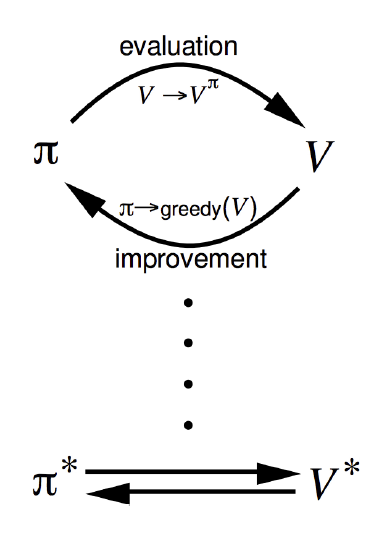 evaluation
V → V^π
π V
π→greedy(V)
improvement
π* V*